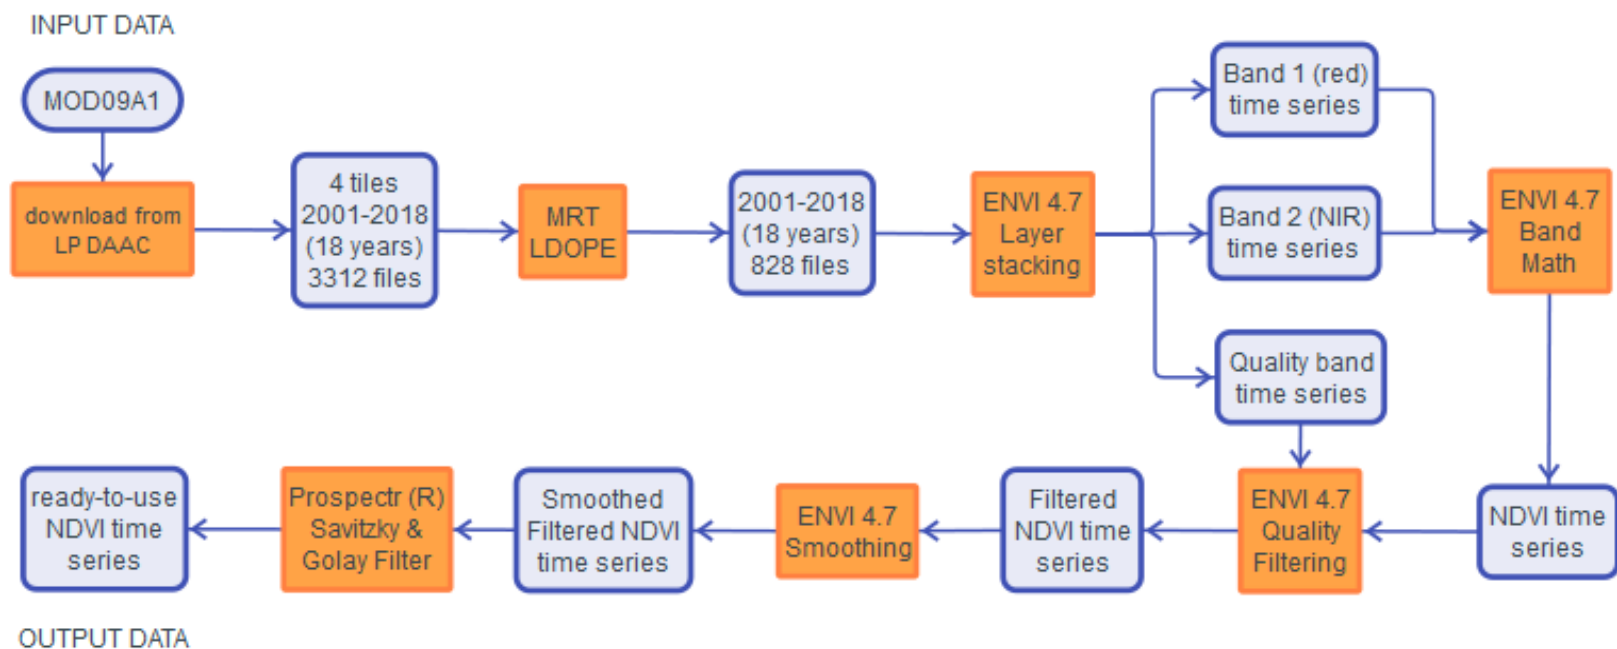 INPUT DATA
MOD09A1
download from
LP DAAC
4 tiles
2001-2018
(18 years)
3312 files
MRT
LDOPE
2001-2018
(18 years)
828 files
ENVI 4.7
Layer
stacking
Band 1 (red)
time series
Band 2 (NIR)
time series
Quality band
time series
ENVI 4.7
Band
Math
NDVI time
series
ENVI 4.7
Quality
Filtering
Filtered
NDVI time
series
ENVI 4.7
Smoothing
Smoothed
Filtered NDVI
time series
Prospectr (R)
Savitzky &
Golay Filter
ready-to-use
NDVI time
series
OUTPUT DATA